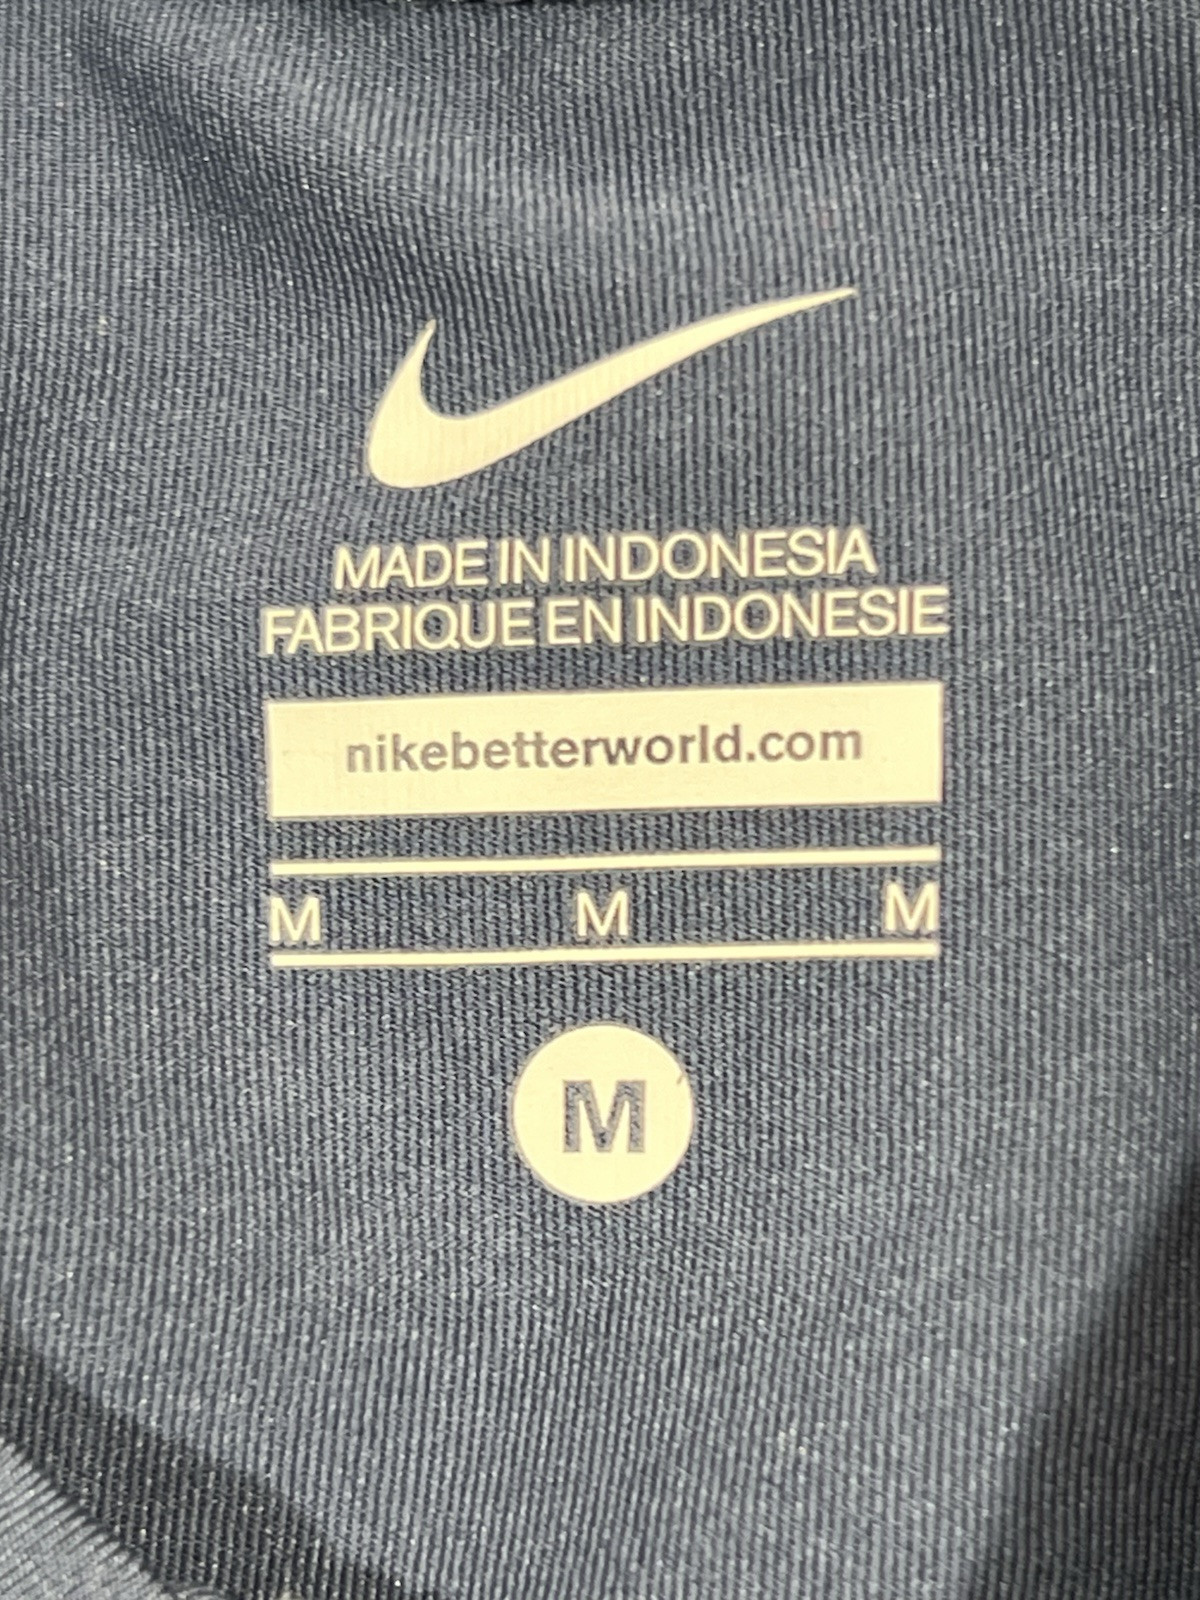 MADE IN INDONESIA
FABRIQUE EN INDONESIE
nikebetterworld.com
M M M
M